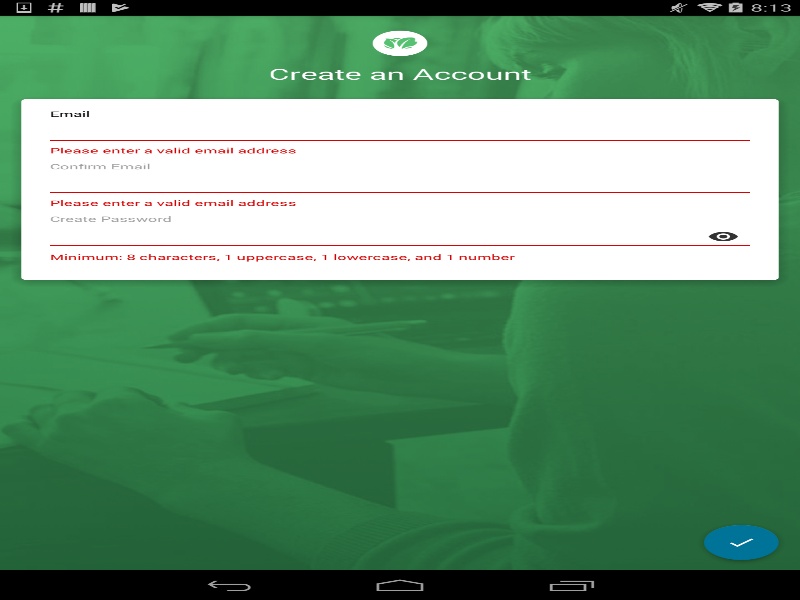 8:13
Create an Account
Email
Please enter a valid email address
Confirm Email
Please enter a valid email address
Create Password
Minimum: 8 characters, 1 uppercase, 1 lowercase, and 1 number